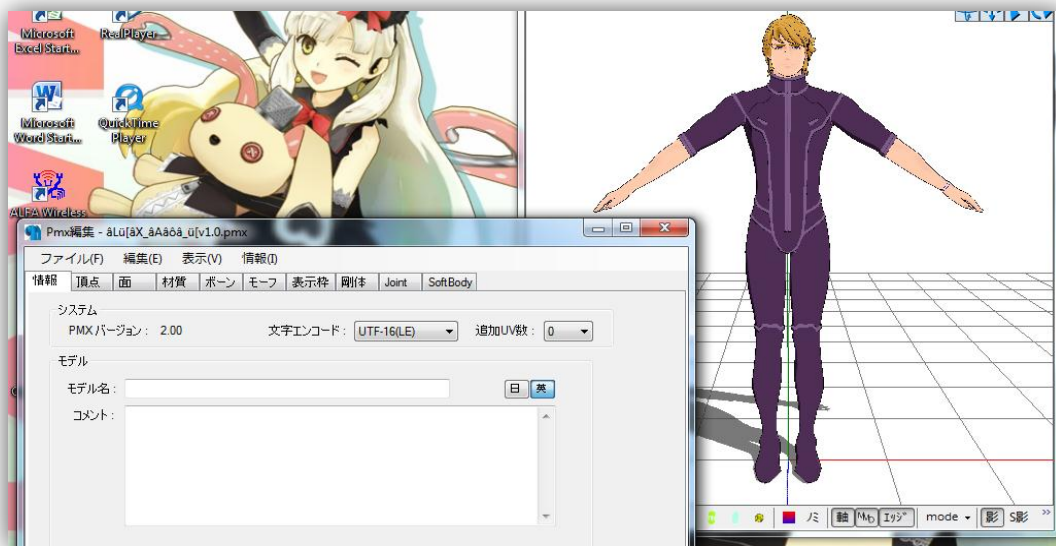 Microsoft
Excel Start...
RealPlayer
Microsoft
Word Start...
QuickTime
Player
ALFA Wireless
Pmx編集 - âLü[âX_âAâôâ_ü[v1.0.pmx
ファイル(F) 編集(E) 表示(V) 情報(I)
情報 頂点 面 材質 ボーン モーフ 表示枠 剛体 Joint SoftBody
システム
PMXバージョン : 2.00 文字エンコード : UTF-16(LE) 追加UV数 : 0
モデル
モデル名 : 日 英
コメント :
軸 MMD エッジ mode 影 S影